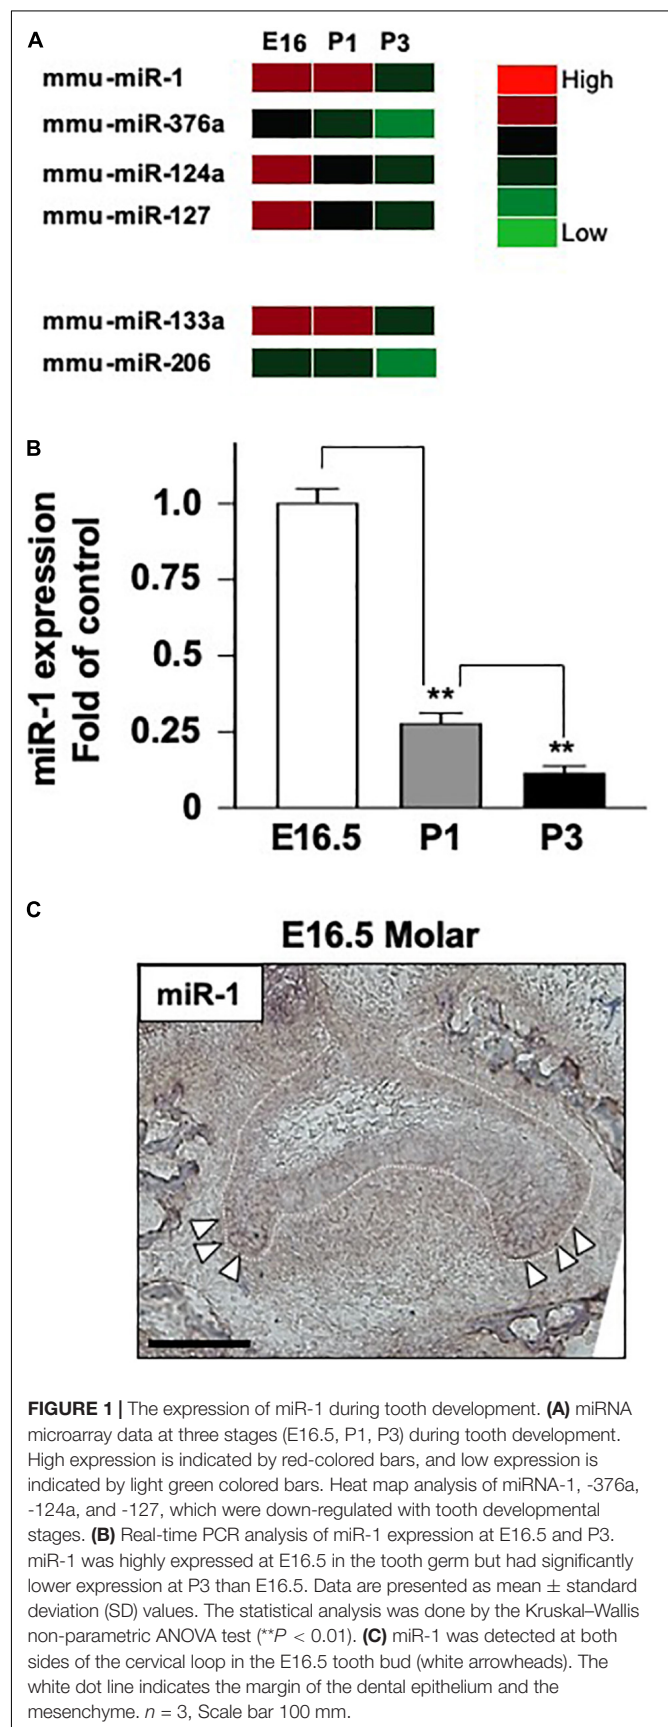 A
E16 P1 P3
mmu-miR-1
mmu-miR-376a
mmu-miR-124a
mmu-miR-127
mmu-miR-133a
mmu-miR-206
High
Low
B
miR-1 expression
Fold of control
1.0
0.75
0.5
0.25
0
**
**
E16.5 P1 P3
C
E16.5 Molar
miR-1
FIGURE 1 | The expression of miR-1 during tooth development. (A) miRNA
microarray data at three stages (E16.5, P1, P3) during tooth development.
High expression is indicated by red-colored bars, and low expression is
indicated by light green colored bars. Heat map analysis of miRNA-1, -376a,
-124a, and -127, which were down-regulated with tooth developmental
stages. (B) Real-time PCR analysis of miR-1 expression at E16.5 and P3.
miR-1 was highly expressed at E16.5 in the tooth germ but had significantly
lower expression at P3 than E16.5. Data are presented as mean ± standard
deviation (SD) values. The statistical analysis was done by the Kruskal–Wallis
non-parametric ANOVA test (**P < 0.01). (C) miR-1 was detected at both
sides of the cervical loop in the E16.5 tooth bud (white arrowheads). The
white dot line indicates the margin of the dental epithelium and the
mesenchyme. n = 3, Scale bar 100 mm.